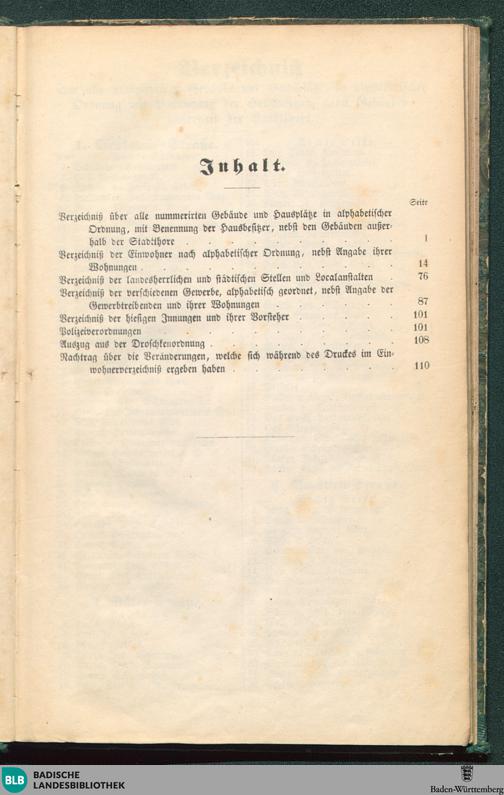 Inhalt.
Seite
Verzeichniß über alle nummerirten Gebäude und Hausplätze in alphabetischer
Ordnung, mit Benennung der Hausbesitzer, nebst den Gebäuden außer-
halb der Stadtthore . . . . . . . . . . 1
Verzeichniß der Einwohner nach alphabetischer Ordnung, nebst Angabe ihrer
Wohnungen . . . . . . . . . . . . 14
Verzeichniß der landesherrlichen und städtischen Stellen und Localanstalten 76
Verzeichniß der verschiedenen Gewerbe, alphabetisch geordnet, nebst Angabe der
Gewerbtreibenden und ihrer Wohnungen . . . . . . 87
Verzeichniß der hiesigen Innungen und ihrer Vorsteher . . . . . 101
Polizeiverordnungen . . . . . . . . . . . 101
Auszug aus der Droschkenordnung . . . . . . . . . 108
Nachtrag über die Veränderungen, welche sich während des Druckes im Ein-
wohnerverzeichniß ergeben haben . . . . . . . . 110
BLB BADISCHE
LANDESBIBLIOTHEK
Baden-Württemberg